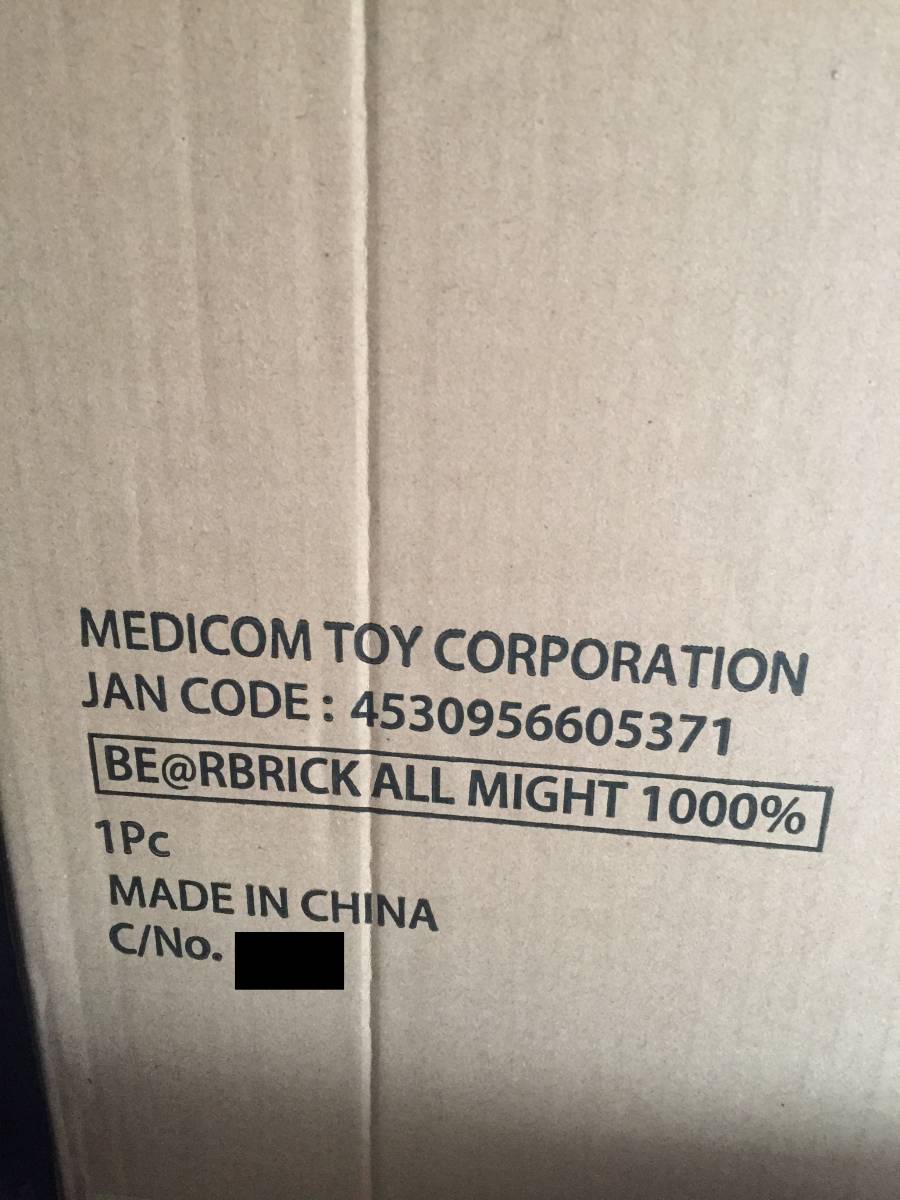 MEDICOM TOY CORPORATION
JAN CODE : 4530956605371
BE@RBRICK ALL MIGHT 1000%
1Pc
MADE IN CHINA
C/No.